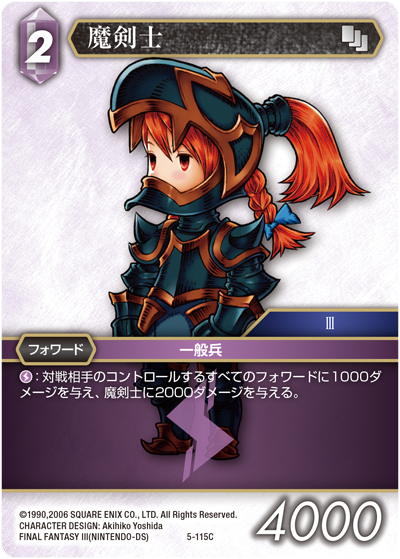 2
魔剣士
III
フォワード
一般兵
:対戦相手のコントロールするすべてのフォワードに1000ダ
メージを与え、魔剣士に2000ダメージを与える。
©1990,2006 SQUARE ENIX CO., LTD. All Rights Reserved.
CHARACTER DESIGN: Akihiko Yoshida
FINAL FANTASY III(NINTENDO-DS)
5-115C
4000